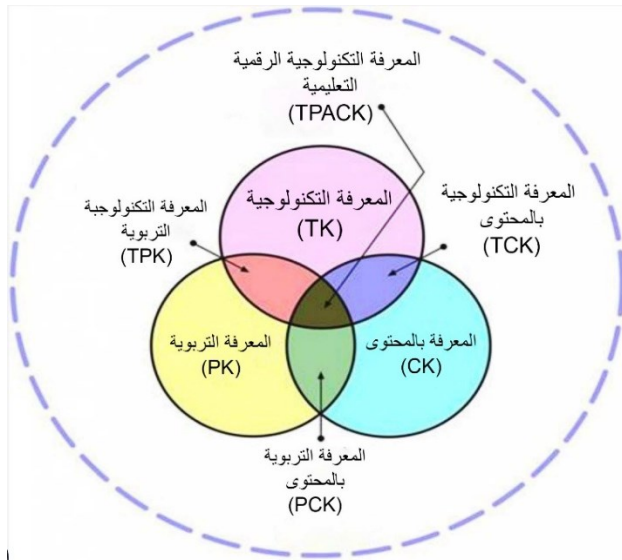 المعرفة التكنولوجية الرقمية
التعليمية
(TPACK)
المعرفة التكنولوجية
(TK)
المعرفة التكنولوجية
بالمحتوى
(TCK)
المعرفة التكنولوجبة
التربوية
(TPK)
المعرفة بالمحتوى
(CK)
المعرفة التربوية
(PK)
المعرفة التربوية
بالمحتوى
(PCK)